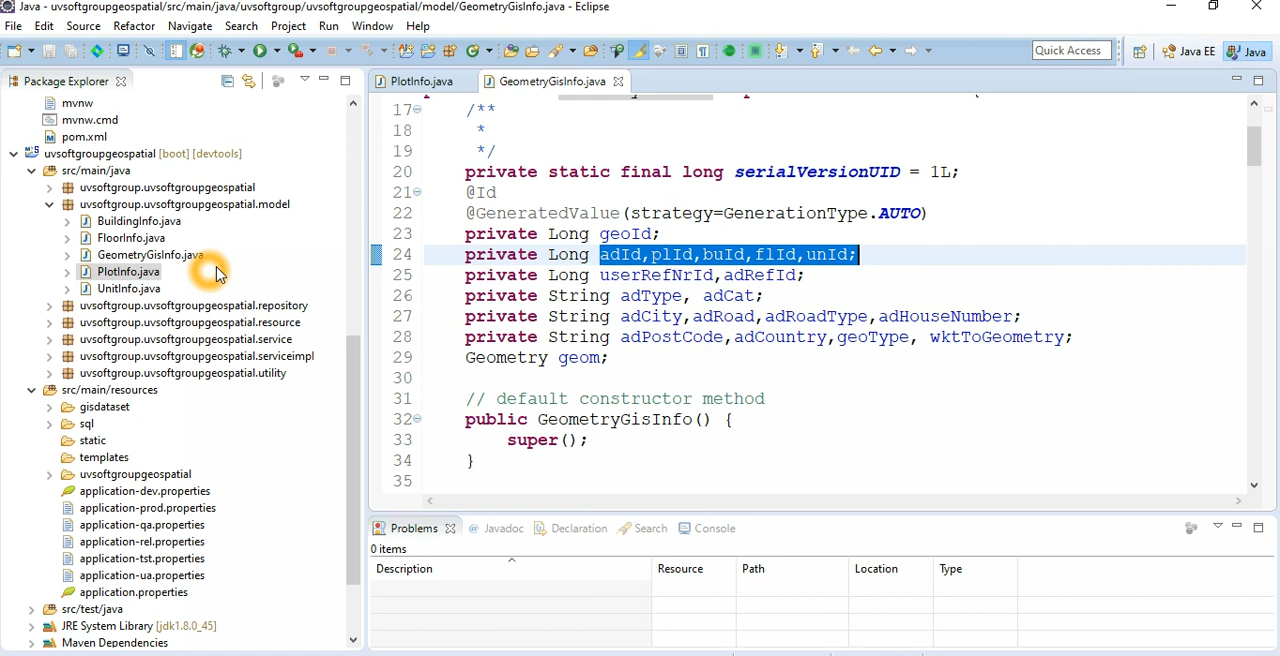 Java - uvsoftgroupgeospatial/src/main/java/uvsoftgroup/uvsoftgroupgeospatial/model/GeometryGisInfo.java - Eclipse
File Edit Source Refactor Navigate Search Project Run Window Help
Quick Access Java EE Java
Package Explorer
mvnw
mvnw.cmd
pom.xml
uvsoftgroupgeospatial [boot] [devtools]
src/main/java
uvsoftgroup.uvsoftgroupgeospatial
uvsoftgroup.uvsoftgroupgeospatial.model
BuildingInfo.java
FloorInfo.java
GeometryGisInfo.java
PlotInfo.java
UnitInfo.java
uvsoftgroup.uvsoftgroupgeospatial.repository
uvsoftgroup.uvsoftgroupgeospatial.resource
uvsoftgroup.uvsoftgroupgeospatial.service
uvsoftgroup.uvsoftgroupgeospatial.serviceimpl
uvsoftgroup.uvsoftgroupgeospatial.utility
src/main/resources
gisdataset
sql
static
templates
uvsoftgroupgeospatial
application-dev.properties
application-prod.properties
application-qa.properties
application-rel.properties
application-tst.properties
application-ua.properties
application.properties
src/test/java
JRE System Library [jdk1.8.0_45]
Maven Dependencies
PlotInfo.java GeometryGisInfo.java
17 /**
18 *
19 */
20 private static final long serialVersionUID = 1L;
21 @Id
22 @GeneratedValue(strategy=GenerationType.AUTO)
23 private Long geoId;
24 private Long adId,plId,buId,flId,unId;
25 private Long userRefNrId,adRefId;
26 private String adType, adCat;
27 private String adCity,adRoad,adRoadType,adHouseNumber;
28 private String adPostCode,adCountry,geoType, wktToGeometry;
29 Geometry geom;
30
31 // default constructor method
32 public GeometryGisInfo() {
33 super();
34 }
35
Problems Javadoc Declaration Search Console
0 items
Description Resource Path Location Type